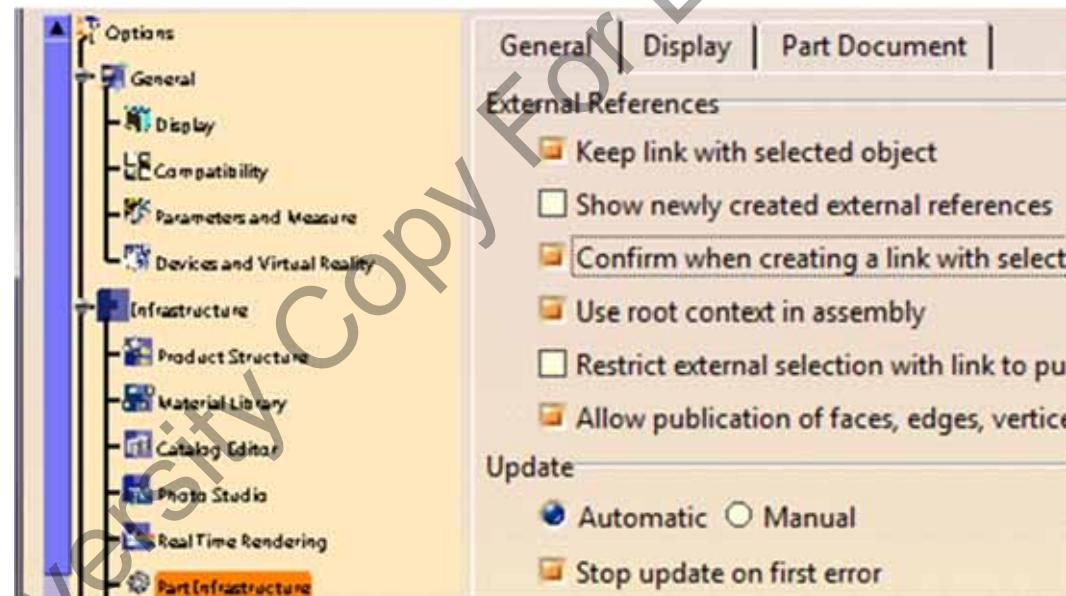 Options
General
Display
Compatibility
Parameters and Measure
Devices and Virtual Reality
Infrastructure
Product Structure
Material Library
Catalog Editor
Photo Studio
Real Time Rendering
Part Infrastructure
General Display Part Document
External References
Keep link with selected object
Show newly created external references
Confirm when creating a link with select
Use root context in assembly
Restrict external selection with link to pu
Allow publication of faces, edges, vertice
Update
Automatic Manual
Stop update on first error
ersity Copy For